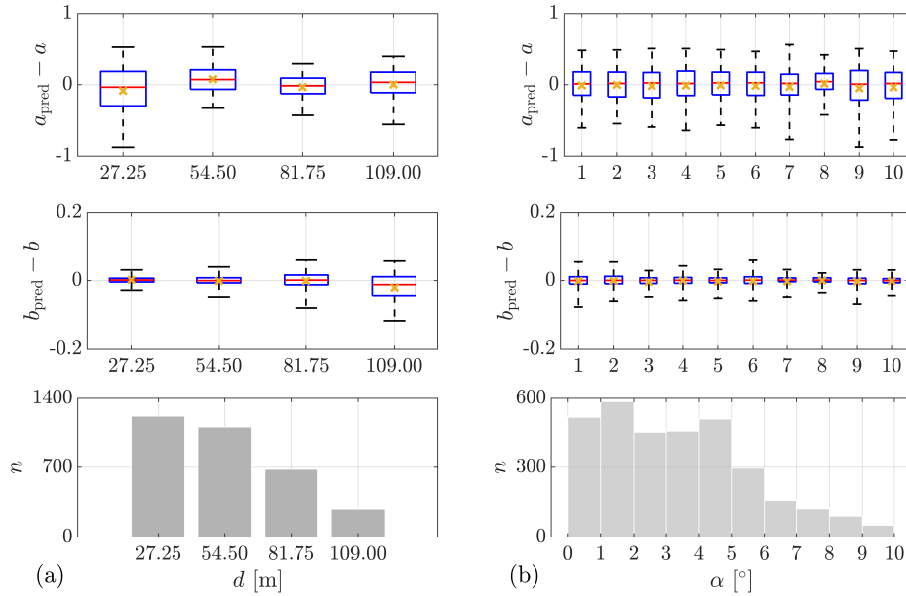 1
0
-1
a_pred − a
27.25 54.50 81.75 109.00
0.2
0
-0.2
b_pred − b
27.25 54.50 81.75 109.00
1400
700
0
n
27.25 54.50 81.75 109.00
(a)
d [m]
1
0
-1
a_pred − a
1 2 3 4 5 6 7 8 9 10
0.2
0
-0.2
b_pred − b
1 2 3 4 5 6 7 8 9 10
600
300
0
n
0 1 2 3 4 5 6 7 8 9 10
(b)
α [°]